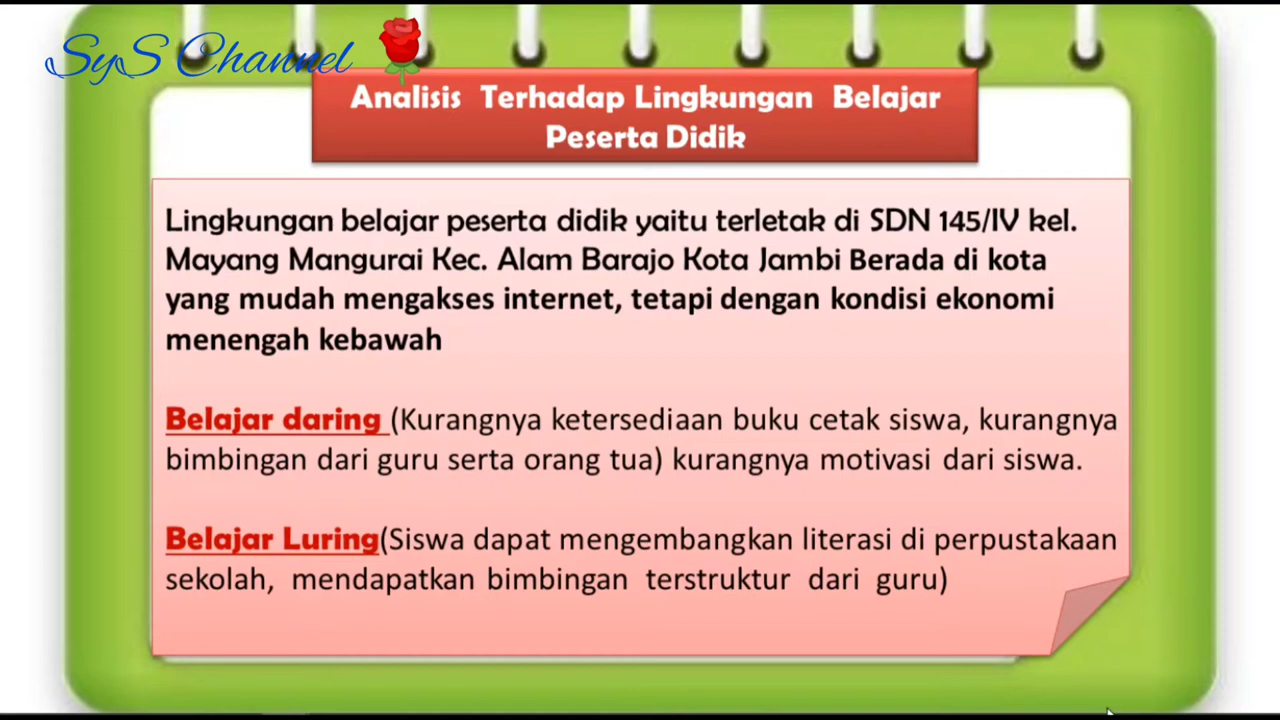 SyS Channel
Analisis Terhadap Lingkungan Belajar
Peserta Didik
Lingkungan belajar peserta didik yaitu terletak di SDN 145/IV kel.
Mayang Mangurai Kec. Alam Barajo Kota Jambi Berada di kota
yang mudah mengakses internet, tetapi dengan kondisi ekonomi
menengah kebawah
Belajar daring (Kurangnya ketersediaan buku cetak siswa, kurangnya
bimbingan dari guru serta orang tua) kurangnya motivasi dari siswa.
Belajar Luring(Siswa dapat mengembangkan literasi di perpustakaan
sekolah, mendapatkan bimbingan terstruktur dari guru)